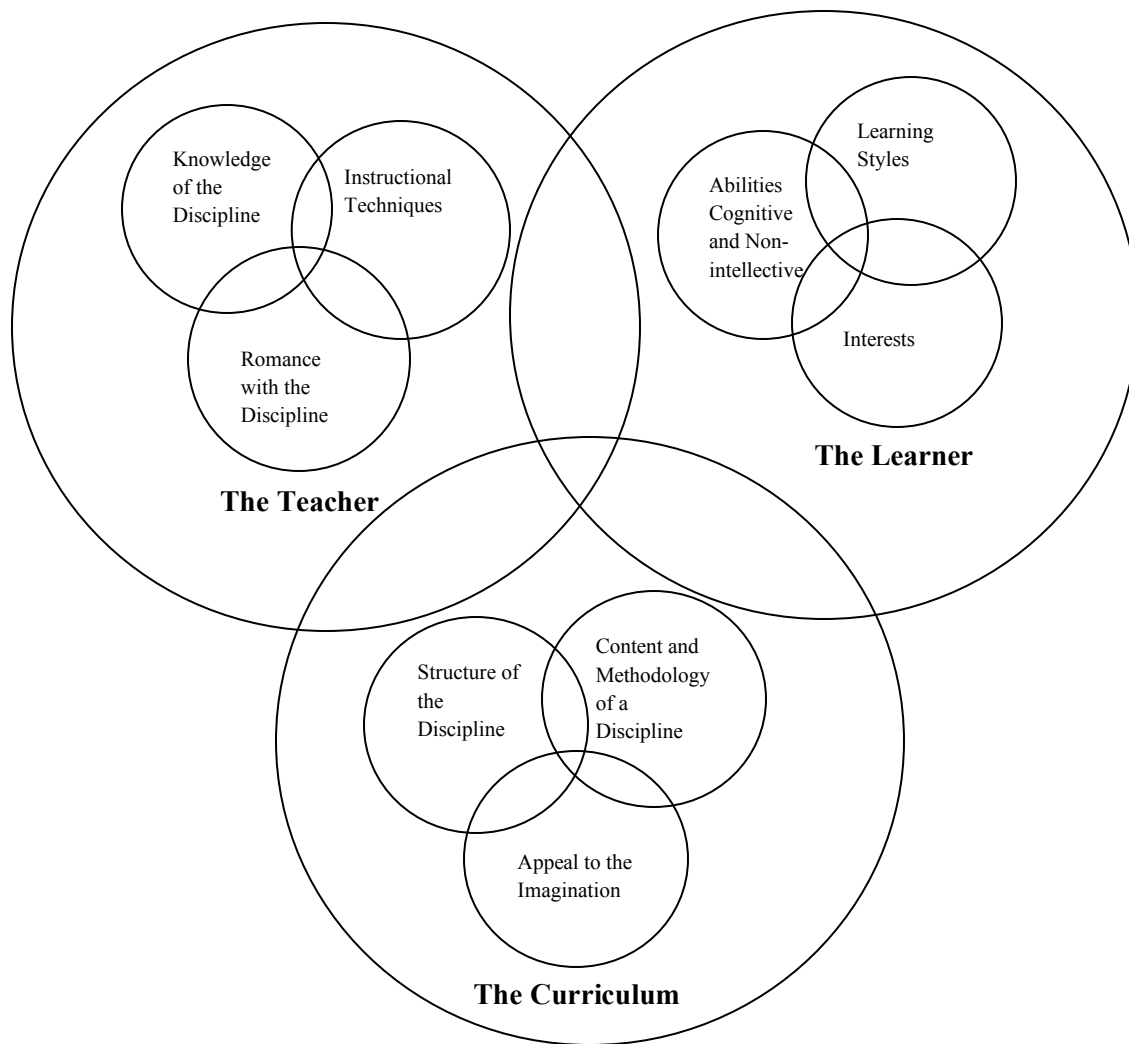 Knowledge
of the
Discipline
Instructional
Techniques
Romance
with the
Discipline
The Teacher
Learning
Styles
Abilities
Cognitive
and Non-
intellective
Interests
The Learner
Structure of
the
Discipline
Content and
Methodology
of a
Discipline
Appeal to the
Imagination
The Curriculum